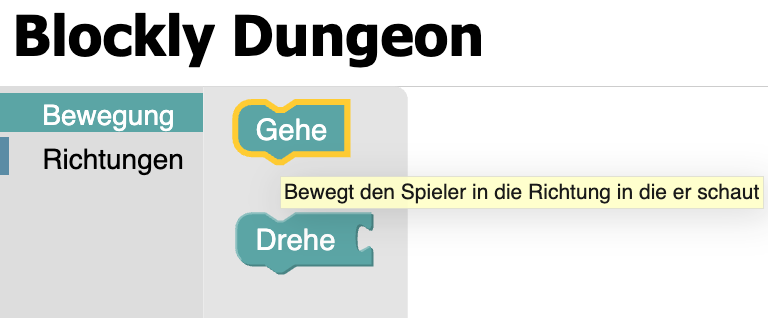 Blockly Dungeon
Bewegung
Richtungen
Gehe
Bewegt den Spieler in die Richtung in die er schaut
Drehe